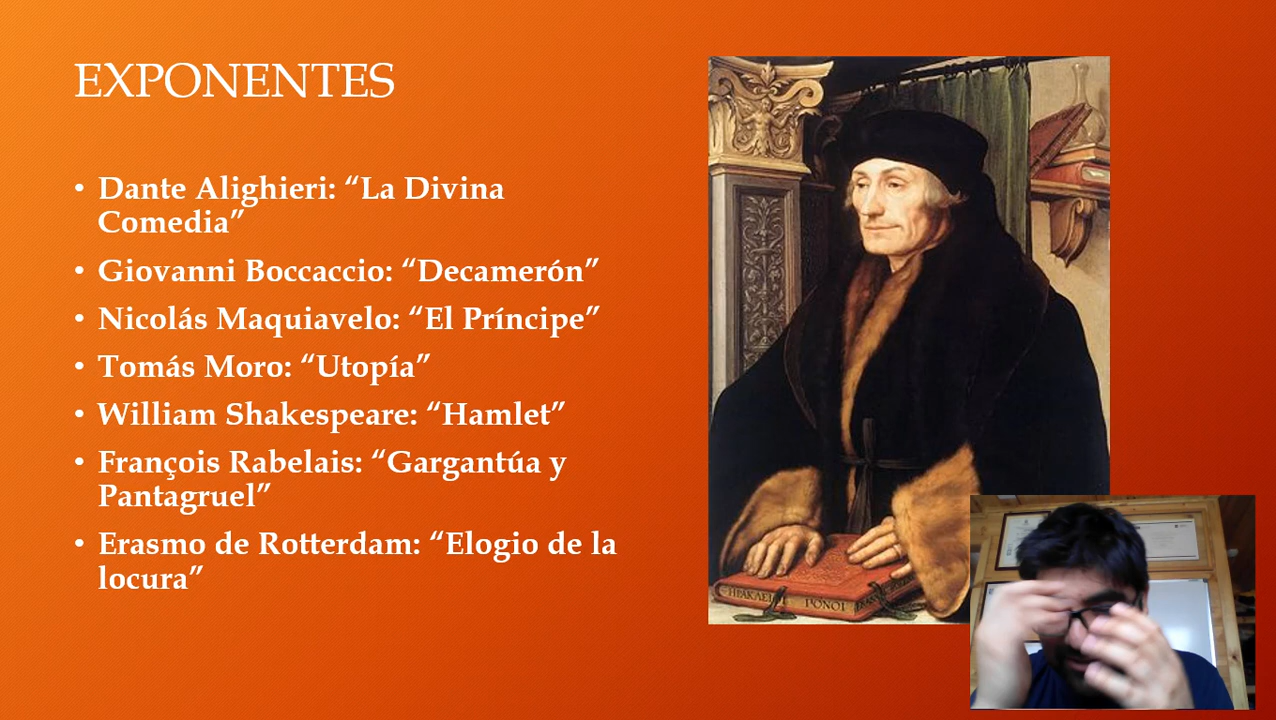 EXPONENTES
• Dante Alighieri: “La Divina
Comedia”
• Giovanni Boccaccio: “Decamerón”
• Nicolás Maquiavelo: “El Príncipe”
• Tomás Moro: “Utopía”
• William Shakespeare: “Hamlet”
• François Rabelais: “Gargantúa y
Pantagruel”
• Erasmo de Rotterdam: “Elogio de la
locura”